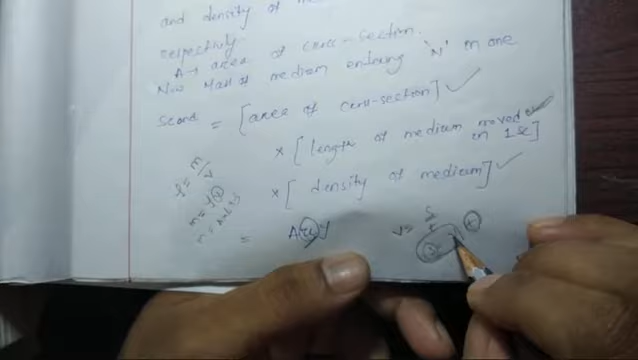 and density of
respectively
A → area of cross-section.
Now Mass of medium entering 'N' in one
second = [area of cross-section] ✓
× [length of medium moved in 1 sec]
× [density of medium] ✓
ρ = m/v
=
v = s/t